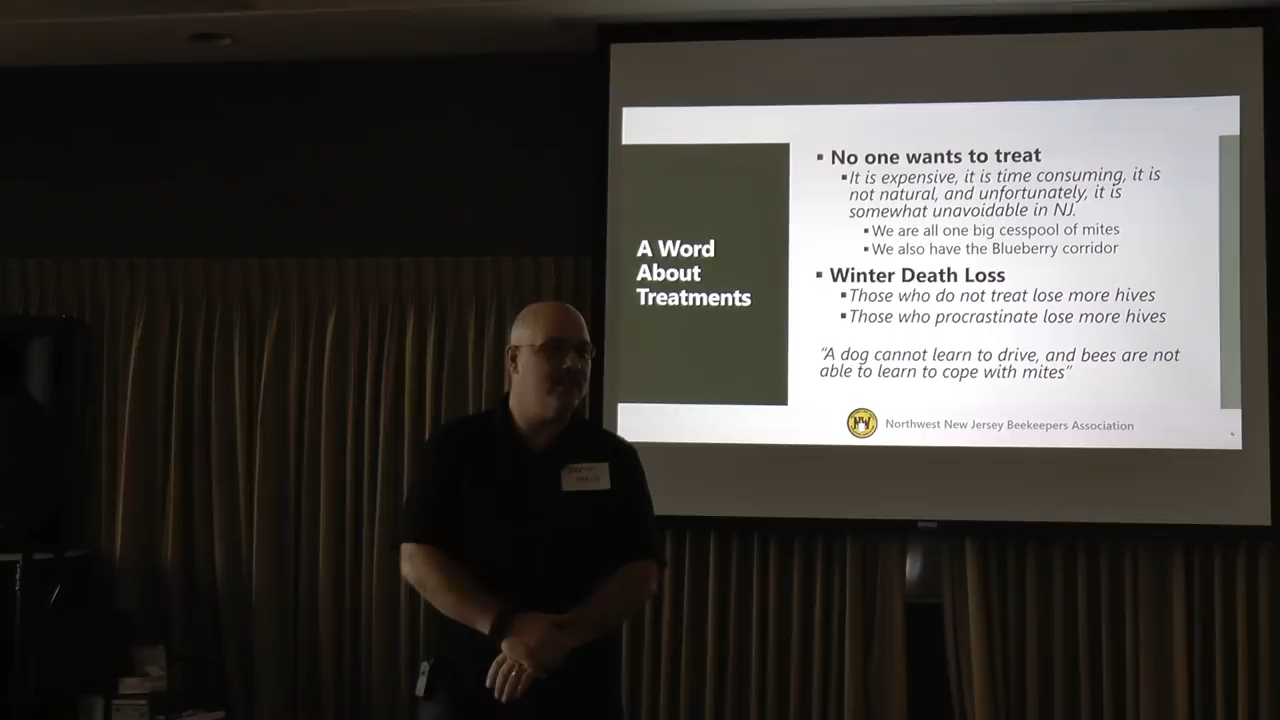 A Word
About
Treatments
▪ No one wants to treat
▪ It is expensive, it is time consuming, it is
not natural, and unfortunately, it is
somewhat unavoidable in NJ.
▪ We are all one big cesspool of mites
▪ We also have the Blueberry corridor
▪ Winter Death Loss
▪ Those who do not treat lose more hives
▪ Those who procrastinate lose more hives
“A dog cannot learn to drive, and bees are not
able to learn to cope with mites”
Northwest New Jersey Beekeepers Association